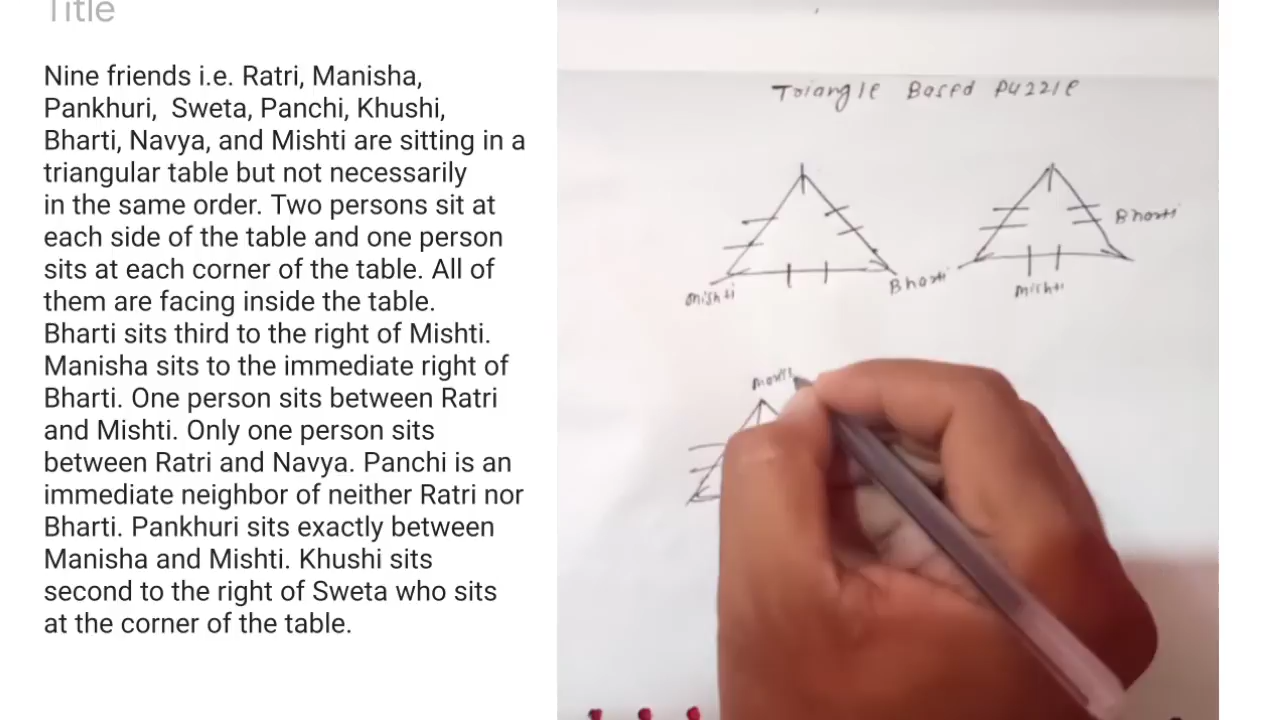 Title
Nine friends i.e. Ratri, Manisha,
Pankhuri, Sweta, Panchi, Khushi,
Bharti, Navya, and Mishti are sitting in a
triangular table but not necessarily
in the same order. Two persons sit at
each side of the table and one person
sits at each corner of the table. All of
them are facing inside the table.
Bharti sits third to the right of Mishti.
Manisha sits to the immediate right of
Bharti. One person sits between Ratri
and Mishti. Only one person sits
between Ratri and Navya. Panchi is an
immediate neighbor of neither Ratri nor
Bharti. Pankhuri sits exactly between
Manisha and Mishti. Khushi sits
second to the right of Sweta who sits
at the corner of the table.
Triangle Based Puzzle
Mishti
Bharti
Bharti
Mishti